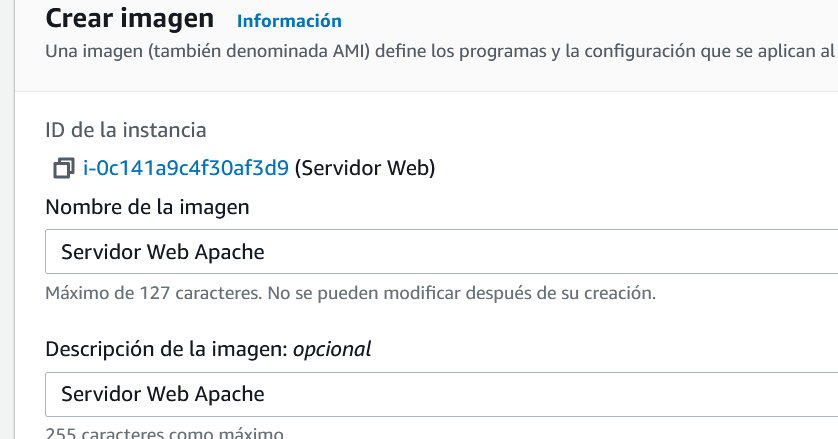 Crear imagen Información
Una imagen (también denominada AMI) define los programas y la configuración que se aplican al
ID de la instancia
i-0c141a9c4f30af3d9 (Servidor Web)
Nombre de la imagen
Servidor Web Apache
Máximo de 127 caracteres. No se pueden modificar después de su creación.
Descripción de la imagen: opcional
Servidor Web Apache
255 caracteres como máximo